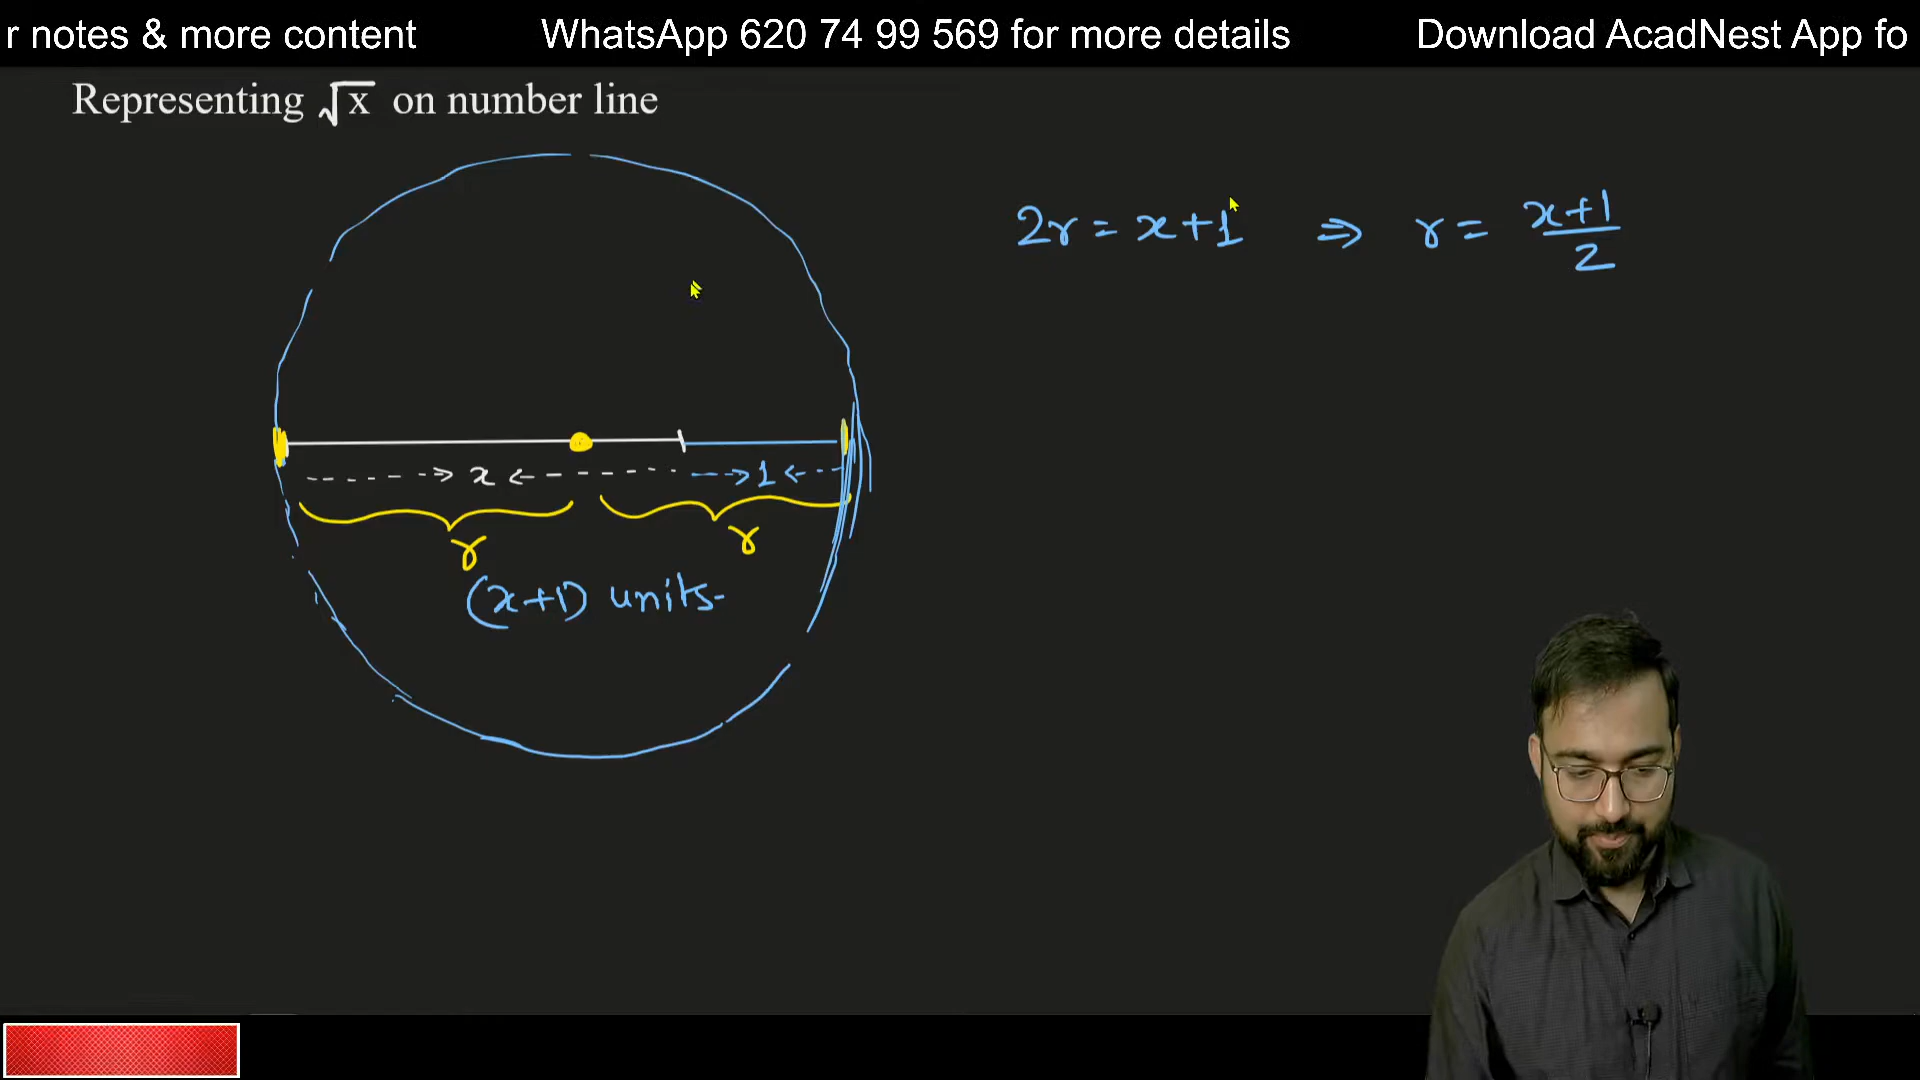 r notes & more content WhatsApp 620 74 99 569 for more details Download AcadNest App fo
Representing √x on number line
2r = x+1 ⇒ r = x+1/2
x 1
r r
(x+1) units